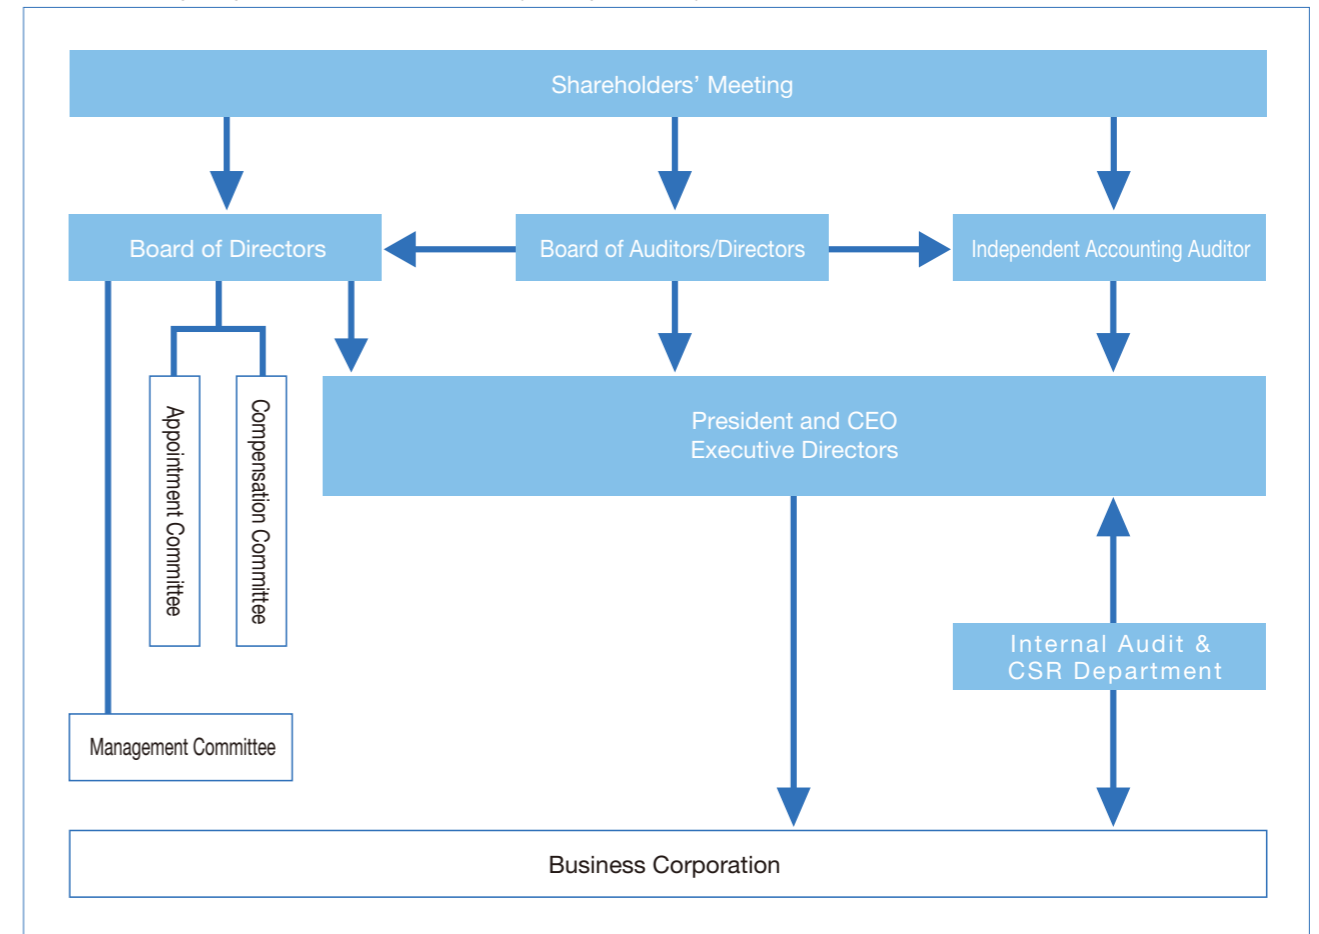 Shareholders’ Meeting
Board of Directors
Board of Auditors/Directors
Independent Accounting Auditor
President and CEO
Executive Directors
Appointment Committee
Compensation Committee
Internal Audit &
CSR Department
Management Committee
Business Corporation